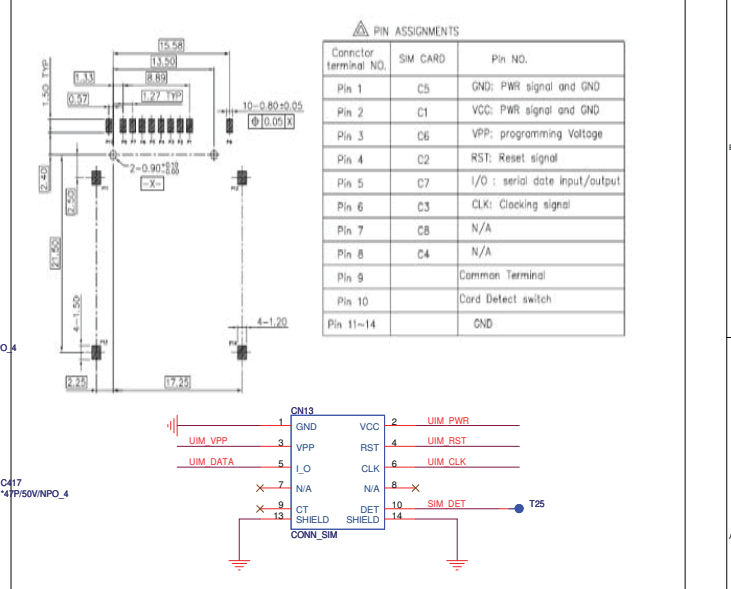 PIN ASSIGNMENTS
Connctor terminal NO. SIM CARD Pin NO.
Pin 1 C5 GND: PWR signal and GND
Pin 2 C1 VCC: PWR signal and GND
Pin 3 C6 VPP: programming Voltage
Pin 4 C2 RST: Reset signal
Pin 5 C7 I/O : serial date input/output
Pin 6 C3 CLK: Clocking signal
Pin 7 C8 N/A
Pin 8 C4 N/A
Pin 9 Common Terminal
Pin 10 Card Detect switch
Pin 11~14 GND
15.58
13.50
1.33 8.89
0.57 1.27 TYP
1.50 TYP
10-0.80±0.05
0.05 X
-X-
2.40
2.50
21.50
4-1.50
4-1.20
2.25 17.25
O_4
C417
*47P/50V/NPO_4
CN13
1 GND VCC 2 UIM_PWR
UIM_VPP 3 VPP RST 4 UIM_RST
UIM_DATA 5 I_O CLK 6 UIM_CLK
7 N/A N/A 8
9 CT DET 10 SIM_DET T25
13 SHIELD SHIELD 14
CONN_SIM